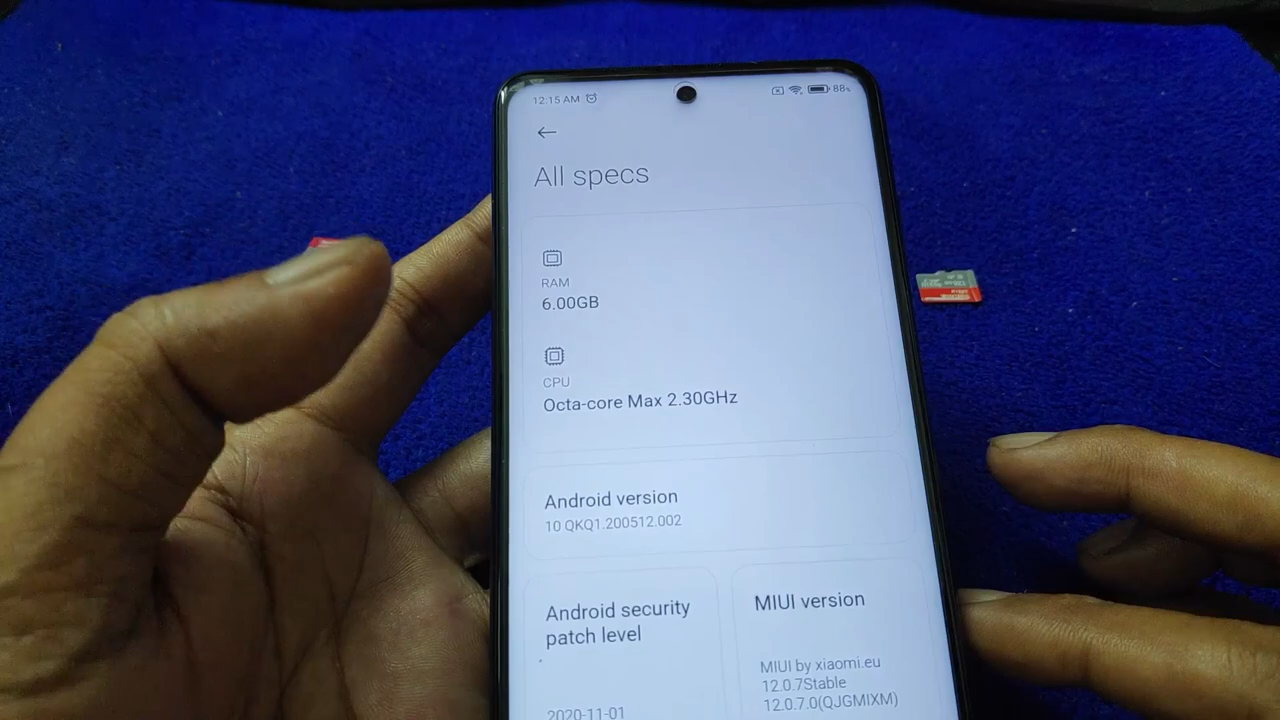 12:15 AM
88%
All specs
RAM
6.00GB
CPU
Octa-core Max 2.30GHz
Android version
10 QKQ1.200512.002
Android security
patch level
2020-11-01
MIUI version
MIUI by xiaomi.eu
12.0.7Stable
12.0.7.0(QJGMIXM)